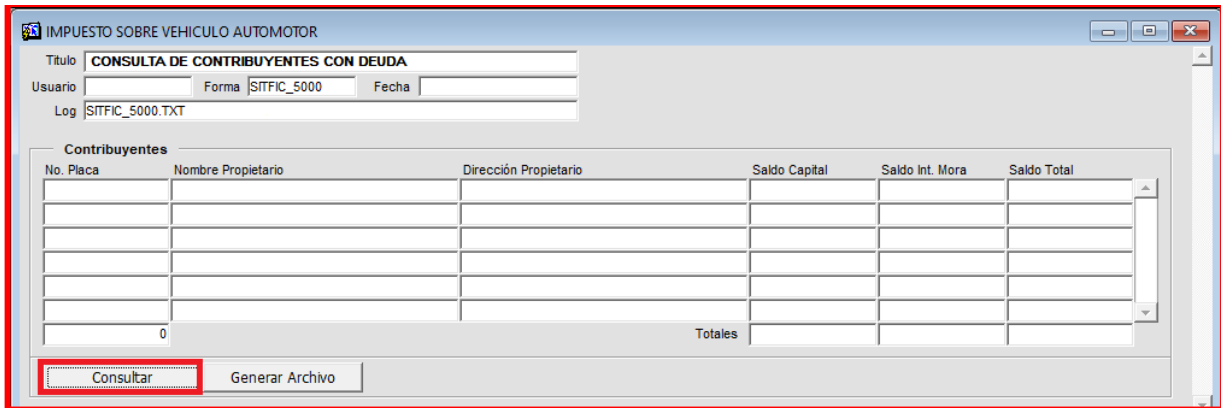 IMPUESTO SOBRE VEHICULO AUTOMOTOR
Titulo CONSULTA DE CONTRIBUYENTES CON DEUDA
Usuario Forma SITFIC_5000 Fecha
Log SITFIC_5000.TXT
Contribuyentes
No. Placa Nombre Propietario Dirección Propietario Saldo Capital Saldo Int. Mora Saldo Total
0 Totales
Consultar Generar Archivo